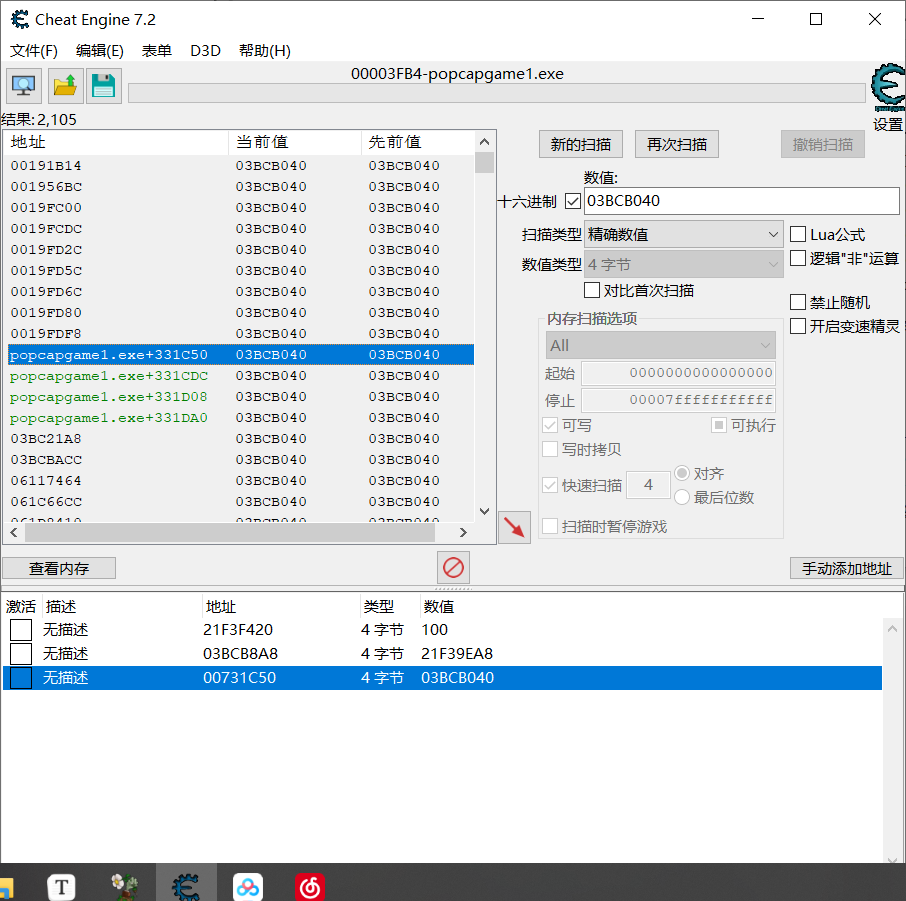 Cheat Engine 7.2
文件(F) 编辑(E) 表单 D3D 帮助(H)
00003FB4-popcapgame1.exe
结果:2,105
设置
地址 当前值 先前值
00191B14 03BCB040 03BCB040
001956BC 03BCB040 03BCB040
0019FC00 03BCB040 03BCB040
0019FCDC 03BCB040 03BCB040
0019FD2C 03BCB040 03BCB040
0019FD5C 03BCB040 03BCB040
0019FD6C 03BCB040 03BCB040
0019FD80 03BCB040 03BCB040
0019FDF8 03BCB040 03BCB040
popcapgame1.exe+331C50 03BCB040 03BCB040
popcapgame1.exe+331CDC 03BCB040 03BCB040
popcapgame1.exe+331D08 03BCB040 03BCB040
popcapgame1.exe+331DA0 03BCB040 03BCB040
03BC21A8 03BCB040 03BCB040
03BCBACC 03BCB040 03BCB040
06117464 03BCB040 03BCB040
061C66CC 03BCB040 03BCB040
061D8410 03BCB040 03BCB040
新的扫描 再次扫描 撤销扫描
数值:
十六进制 03BCB040
扫描类型 精确数值 Lua公式
数值类型 4 字节 逻辑"非"运算
对比首次扫描
禁止随机
内存扫描选项 开启变速精灵
All
起始 0000000000000000
停止 00007fffffffffff
可写 可执行
写时拷贝
快速扫描 4 对齐
最后位数
扫描时暂停游戏
查看内存 手动添加地址
激活 描述 地址 类型 数值
无描述 21F3F420 4 字节 100
无描述 03BCB8A8 4 字节 21F39EA8
无描述 00731C50 4 字节 03BCB040
T